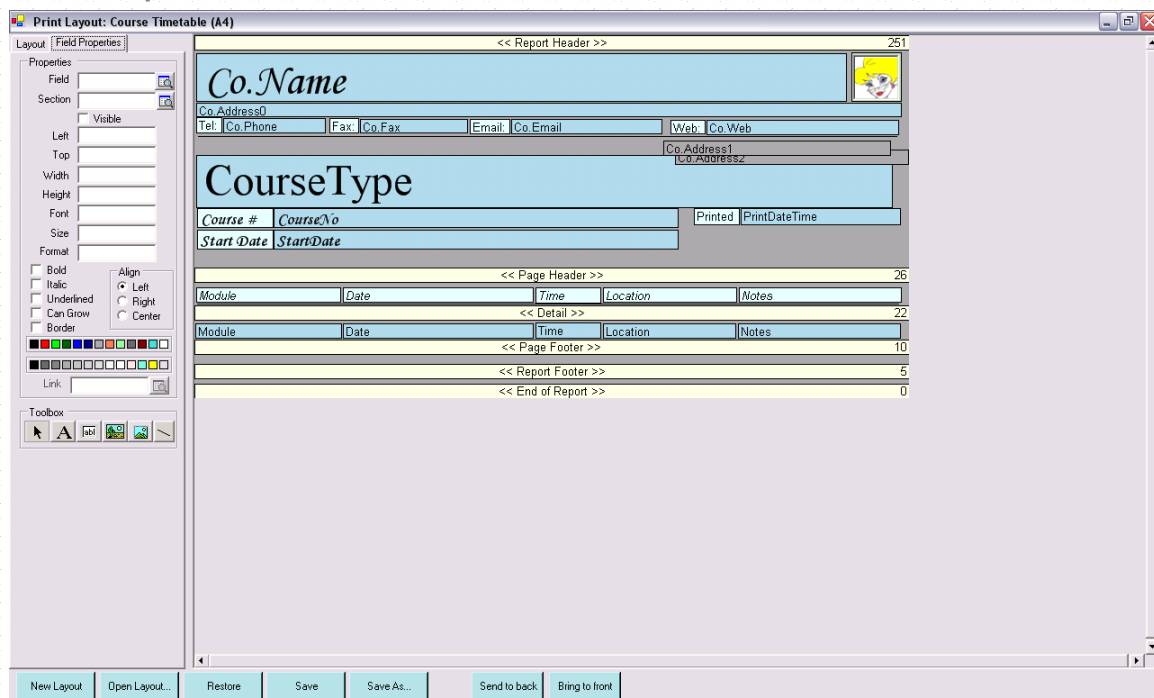 Print Layout: Course Timetable (A4)
Layout Field Properties
Properties
Field
Section
Visible
Left
Top
Width
Height
Font
Size
Format
Bold
Italic
Underlined
Can Grow
Border
Align
Left
Right
Center
Link
Toolbox
A abl
<< Report Header >> 251
Co.Name
Co.Address0
Tel: Co.Phone Fax: Co.Fax Email: Co.Email Web: Co.Web
Co.Address1
Co.Address2
CourseType
Course # CourseNo Printed PrintDateTime
Start Date StartDate
<< Page Header >> 26
Module Date Time Location Notes
<< Detail >> 22
Module Date Time Location Notes
<< Page Footer >> 10
<< Report Footer >> 5
<< End of Report >> 0
New Layout Open Layout... Restore Save Save As... Send to back Bring to front